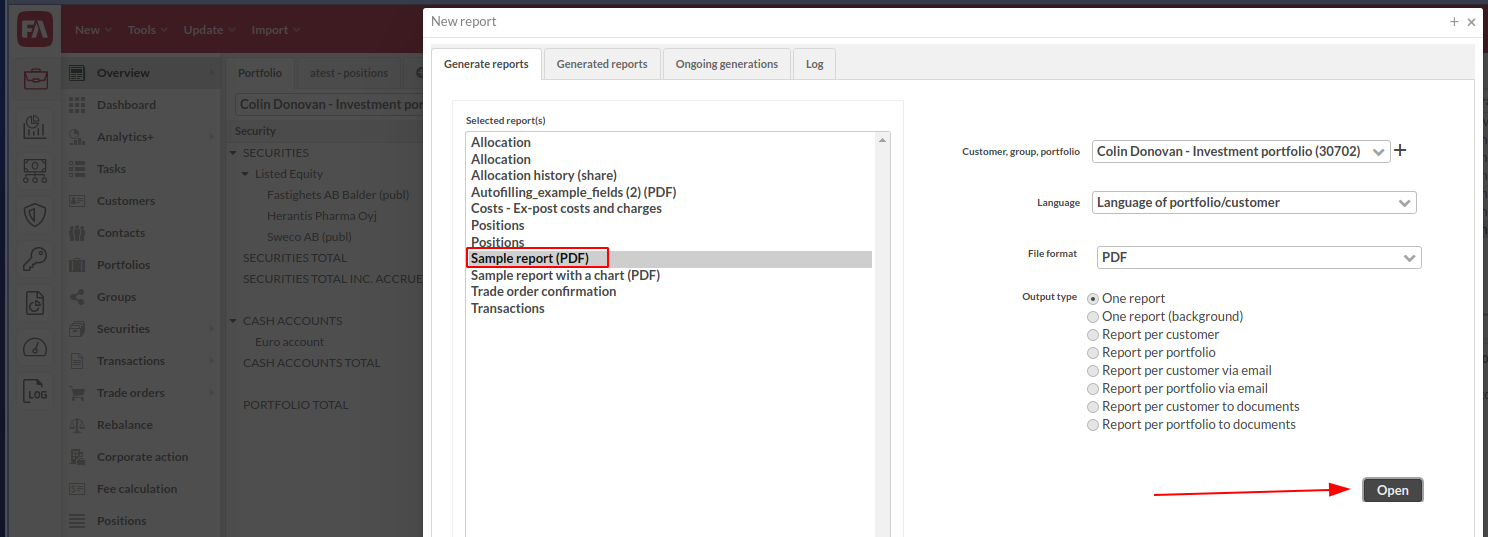 New report
FA
New
Tools
Update
Import
Overview
Dashboard
Analytics+
Tasks
Customers
Contacts
Portfolios
Groups
Securities
Transactions
Trade orders
Rebalance
Corporate action
Fee calculation
Positions
LOG
Portfolio
atest - positions
Colin Donovan - Investment por
Security
SECURITIES
Listed Equity
Fastighets AB Balder (publ)
Herantis Pharma Oyj
Sweco AB (publ)
SECURITIES TOTAL
SECURITIES TOTAL INC. ACCRUE
CASH ACCOUNTS
Euro account
CASH ACCOUNTS TOTAL
PORTFOLIO TOTAL
Generate reports
Generated reports
Ongoing generations
Log
Selected report(s)
Allocation
Allocation
Allocation history (share)
Autofilling_example_fields (2) (PDF)
Costs - Ex-post costs and charges
Positions
Positions
Sample report (PDF)
Sample report with a chart (PDF)
Trade order confirmation
Transactions
Customer, group, portfolio
Colin Donovan - Investment portfolio (30702)
Language
Language of portfolio/customer
File format
PDF
Output type
One report
One report (background)
Report per customer
Report per portfolio
Report per customer via email
Report per portfolio via email
Report per customer to documents
Report per portfolio to documents
Open